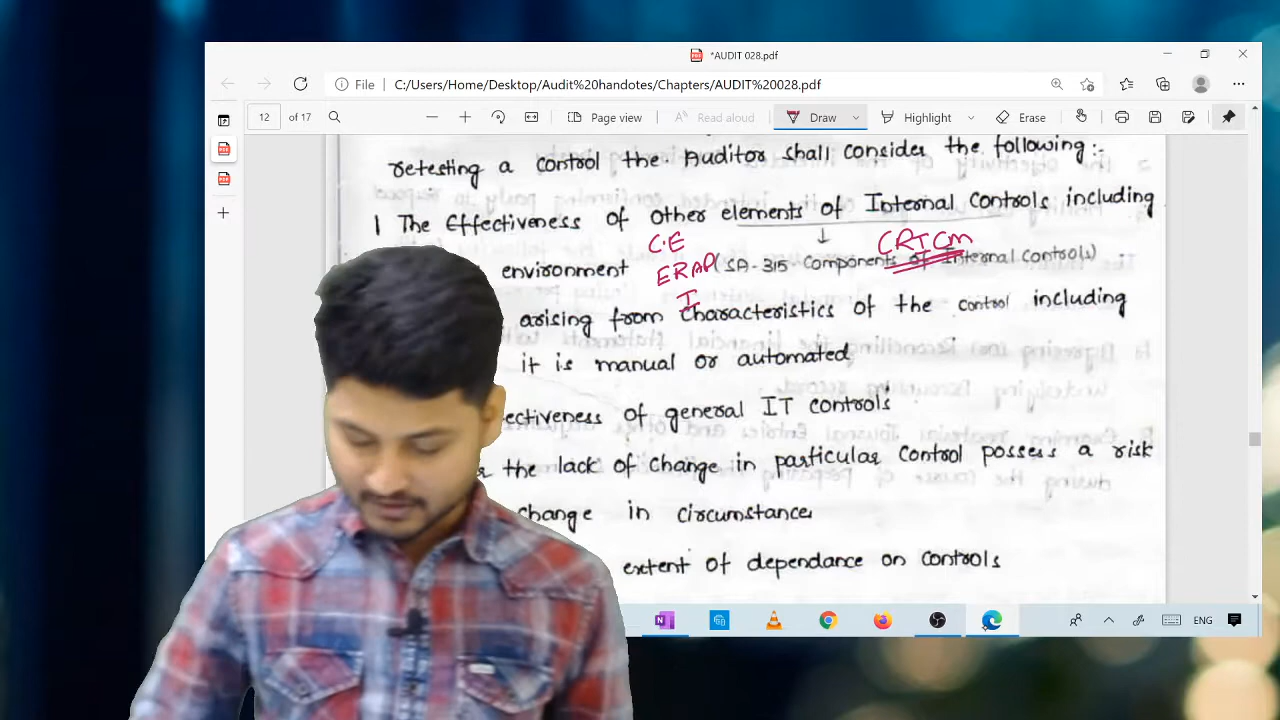 *AUDIT 028.pdf
File C:/Users/Home/Desktop/Audit%20handotes/Chapters/AUDIT%20028.pdf
12 of 17 Page view Read aloud Draw Highlight Erase
retesting a control the Auditor shall consider the following:-
1 The Effectiveness of other elements of Internal Controls including
C.E CRTCM
environment ERAP (SA-315 Components of Internal Controls)
I
arising from characteristics of the control including
it is manual or automated
ectiveness of general IT controls
the lack of change in particular control possess a risk
change in circumstances
extent of dependance on controls
ENG